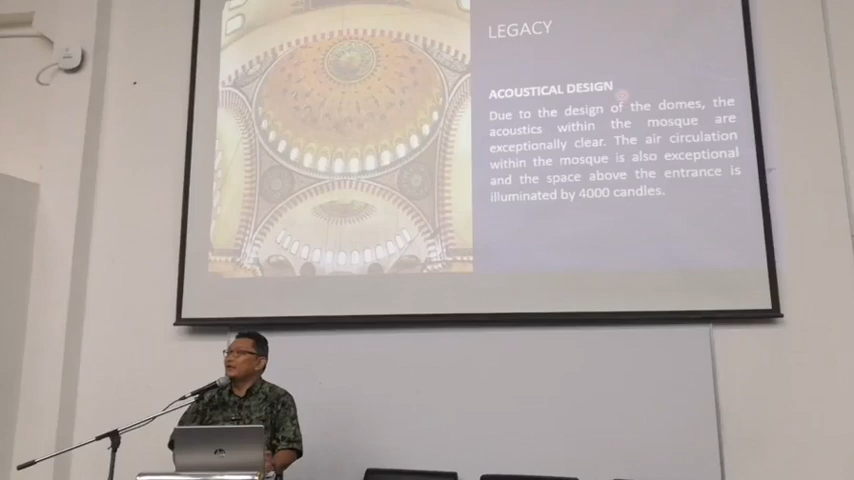 LEGACY
ACOUSTICAL DESIGN
Due to the design of the domes, the
acoustics within the mosque are
exceptionally clear. The air circulation
within the mosque is also exceptional
and the space above the entrance is
illuminated by 4000 candles.
hp